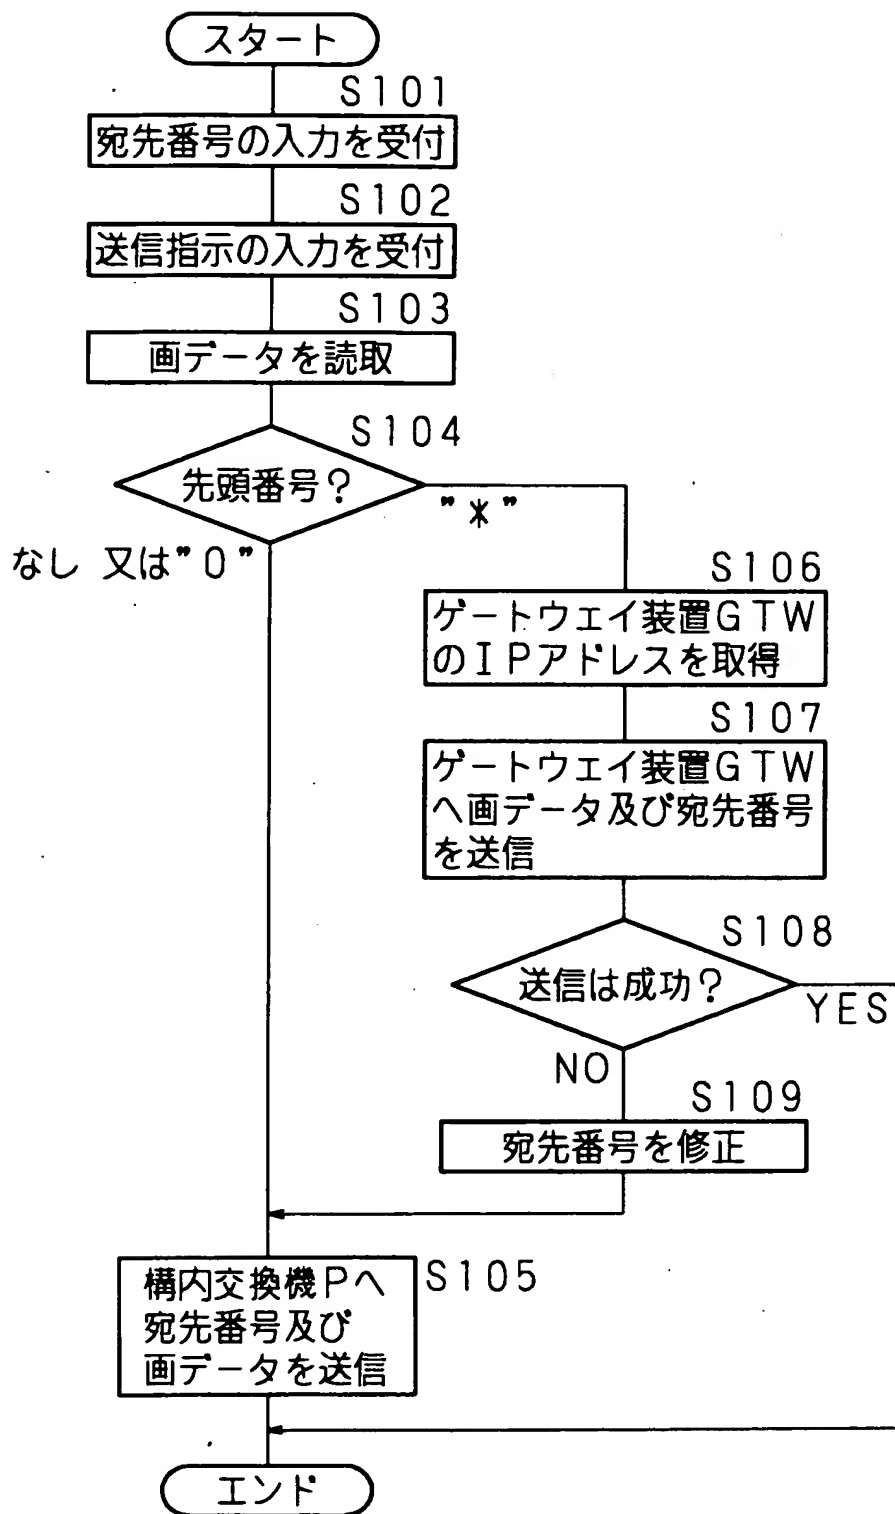 スタート
S101
宛先番号の入力を受付
S102
送信指示の入力を受付
S103
画データを読取
S104
先頭番号?
"*"
なし 又は"0"
S106
ゲートウェイ装置GTW
のIPアドレスを取得
S107
ゲートウェイ装置GTW
へ画データ及び宛先番号
を送信
S108
送信は成功?
YES
NO
S109
宛先番号を修正
S105
構内交換機Pへ
宛先番号及び
画データを送信
エンド